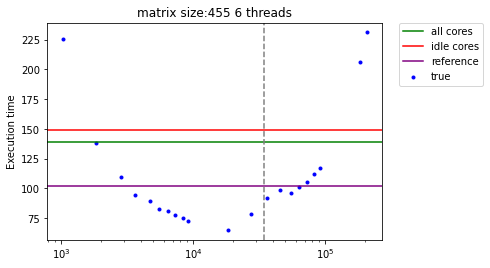 matrix size:455 6 threads
Execution time
225
200
175
150
125
100
75
10³
10⁴
10⁵
all cores
idle cores
reference
true